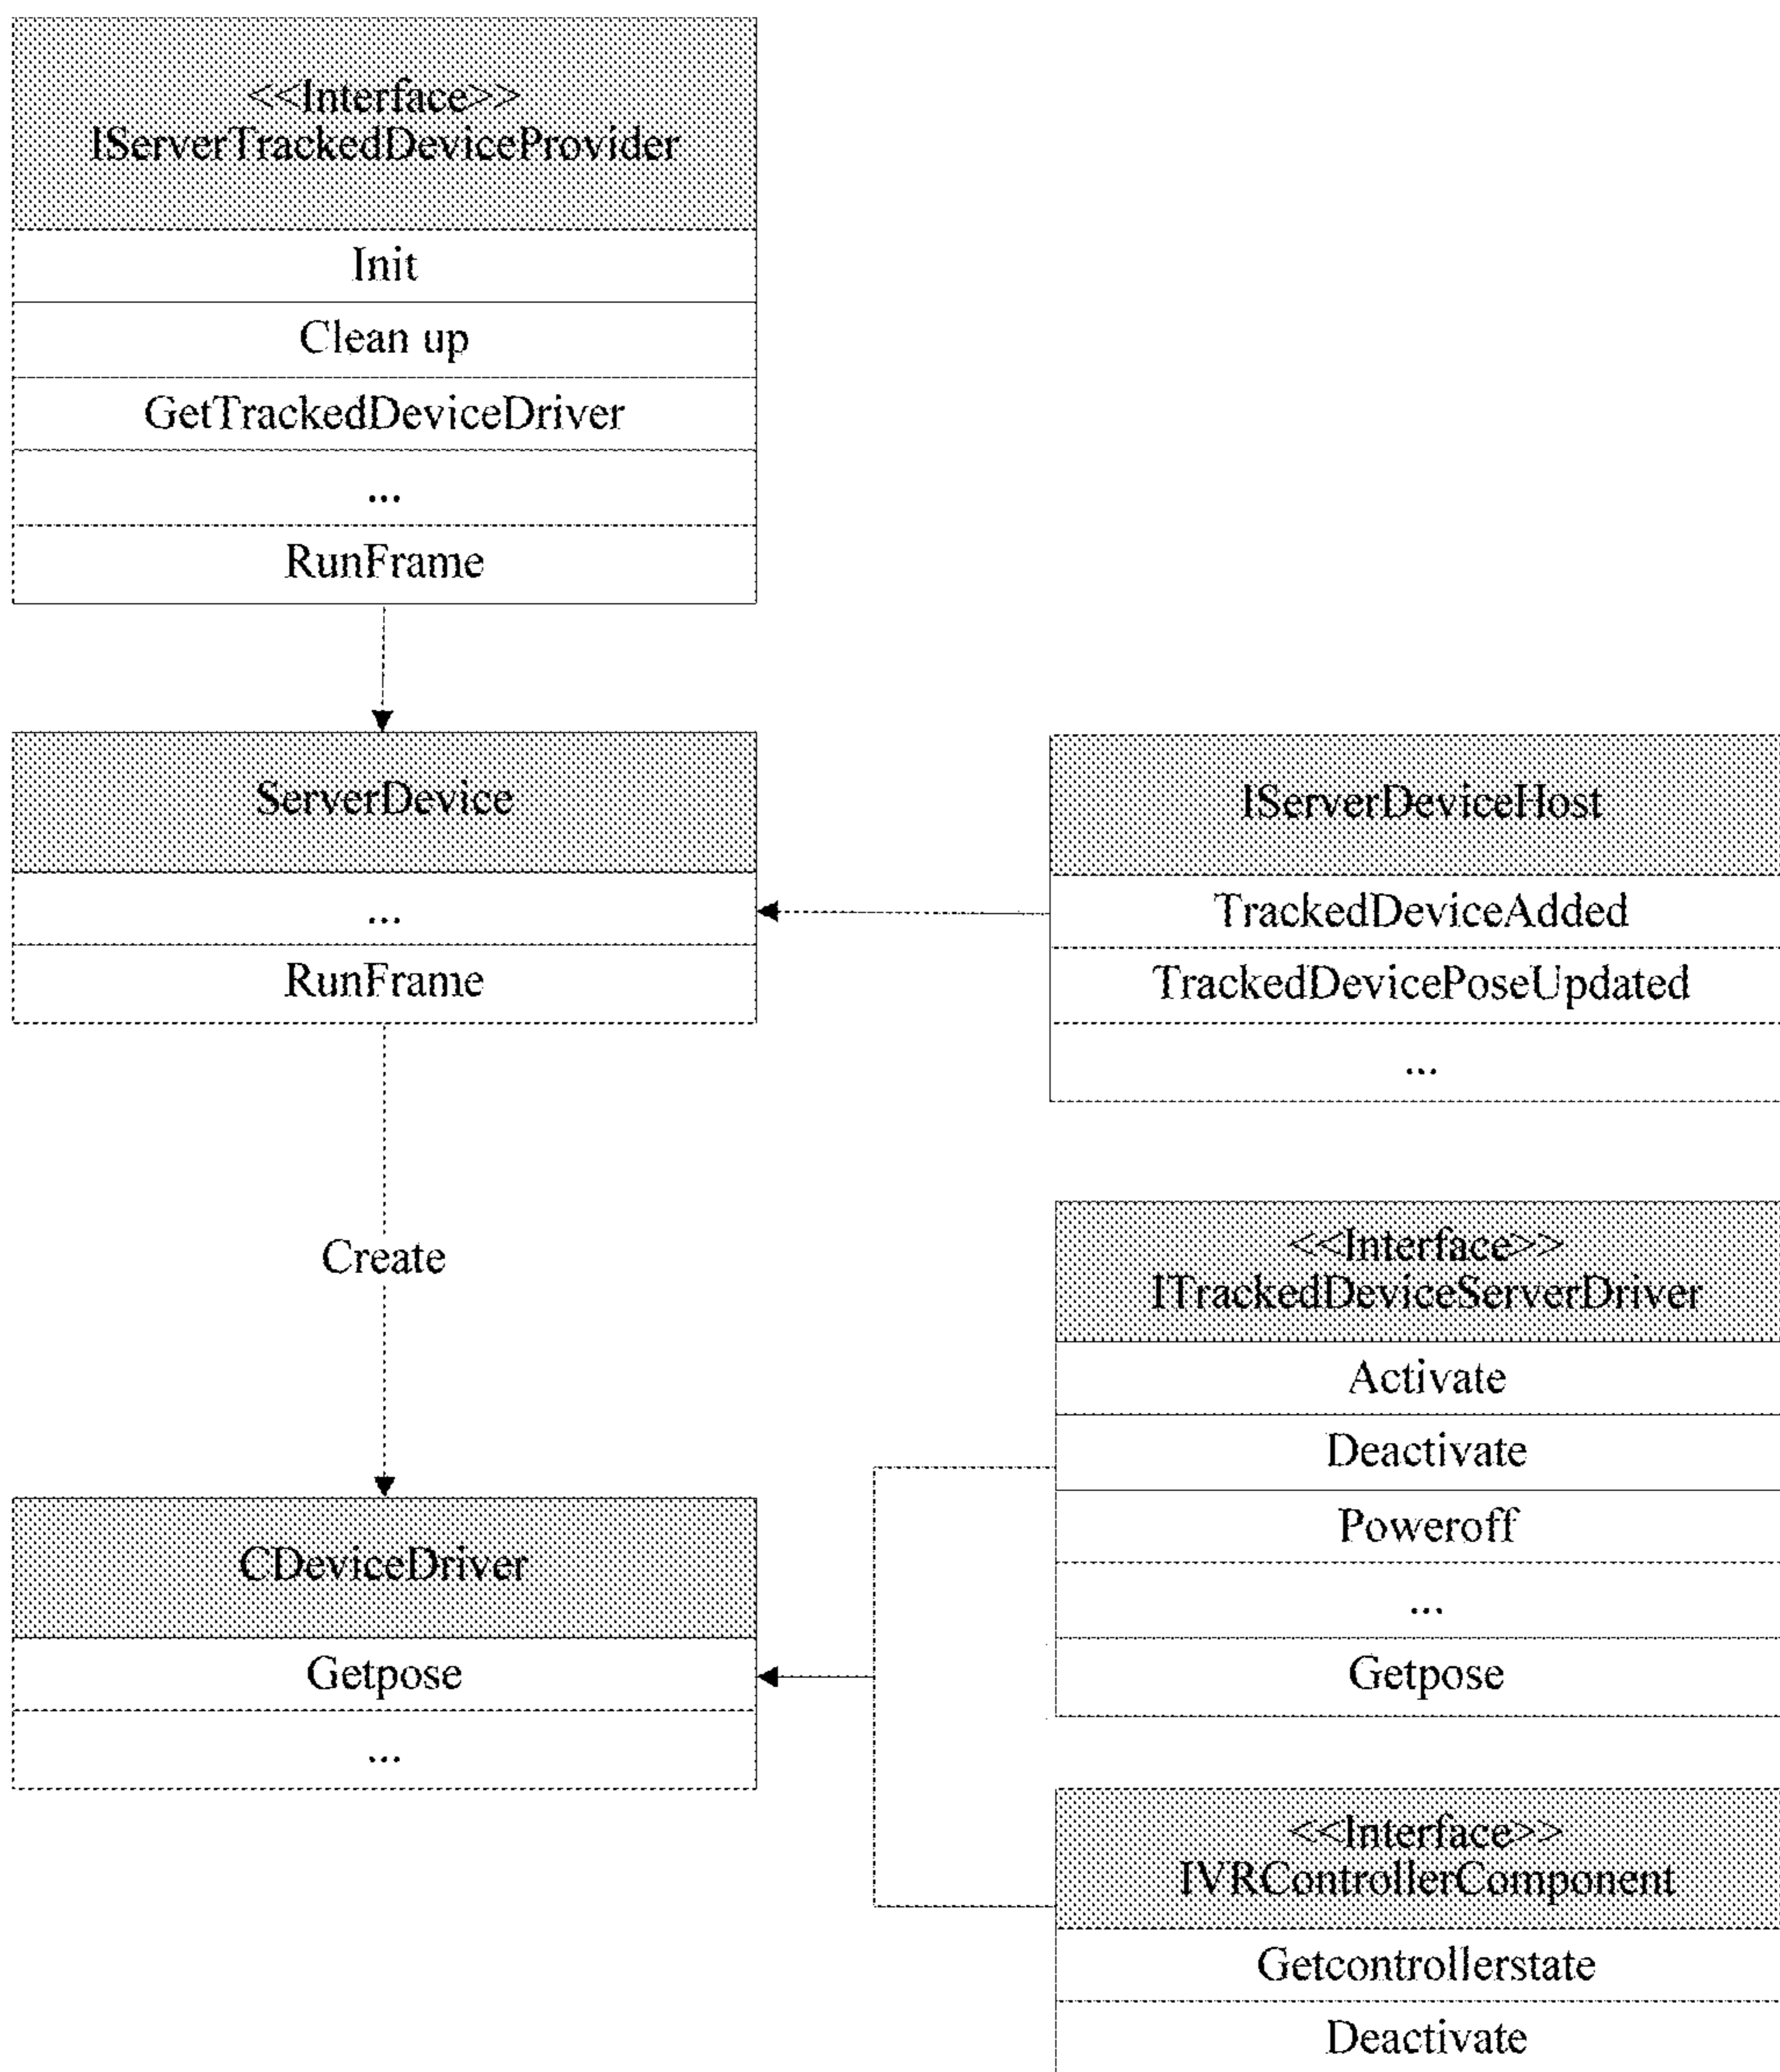 <<Interface>>
IServerTrackedDeviceProvider
Init
Clean up
GetTrackedDeviceDriver
...
RunFrame
ServerDevice
...
RunFrame
IServerDeviceHost
TrackedDeviceAdded
TrackedDevicePoseUpdated
...
Create
<<Interface>>
ITrackedDeviceServerDriver
Activate
Deactivate
Poweroff
...
Getpose
CDeviceDriver
Getpose
...
<<Interface>>
IVRControllerComponent
Getcontrollerstate
Deactivate